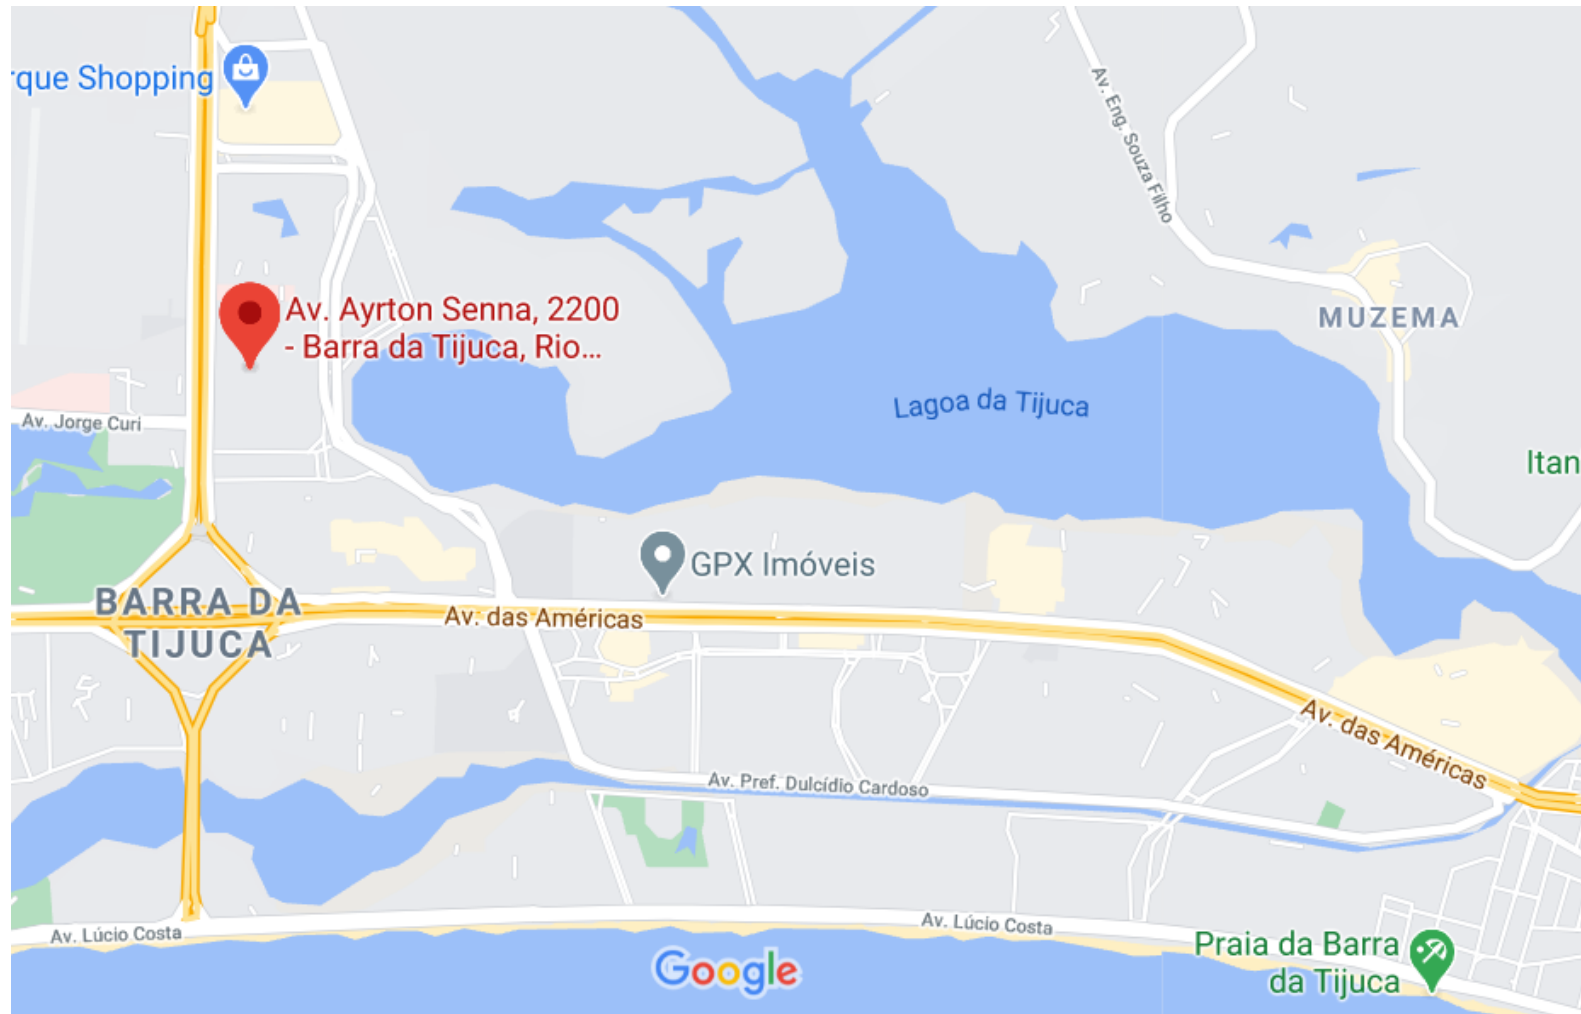 rque Shopping
Av. Eng. Souza Filho
Av. Ayrton Senna, 2200
- Barra da Tijuca, Rio...
MUZEMA
Lagoa da Tijuca
Av. Jorge Curi
Itan
GPX Imóveis
BARRA DA
TIJUCA
Av. das Américas
Av. das Américas
Av. Pref. Dulcídio Cardoso
Av. Lúcio Costa
Av. Lúcio Costa
Praia da Barra
da Tijuca
Google